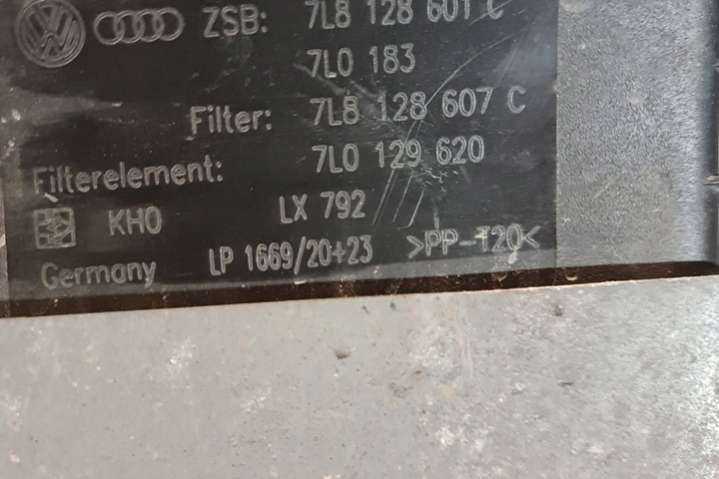 ZSB: 7L8 128 601 C
7L0 183
Filter: 7L8 128 607 C
Filterelement: 7L0 129 620
KHO LX 792
Germany LP 1669/20+23 >PP-T20<